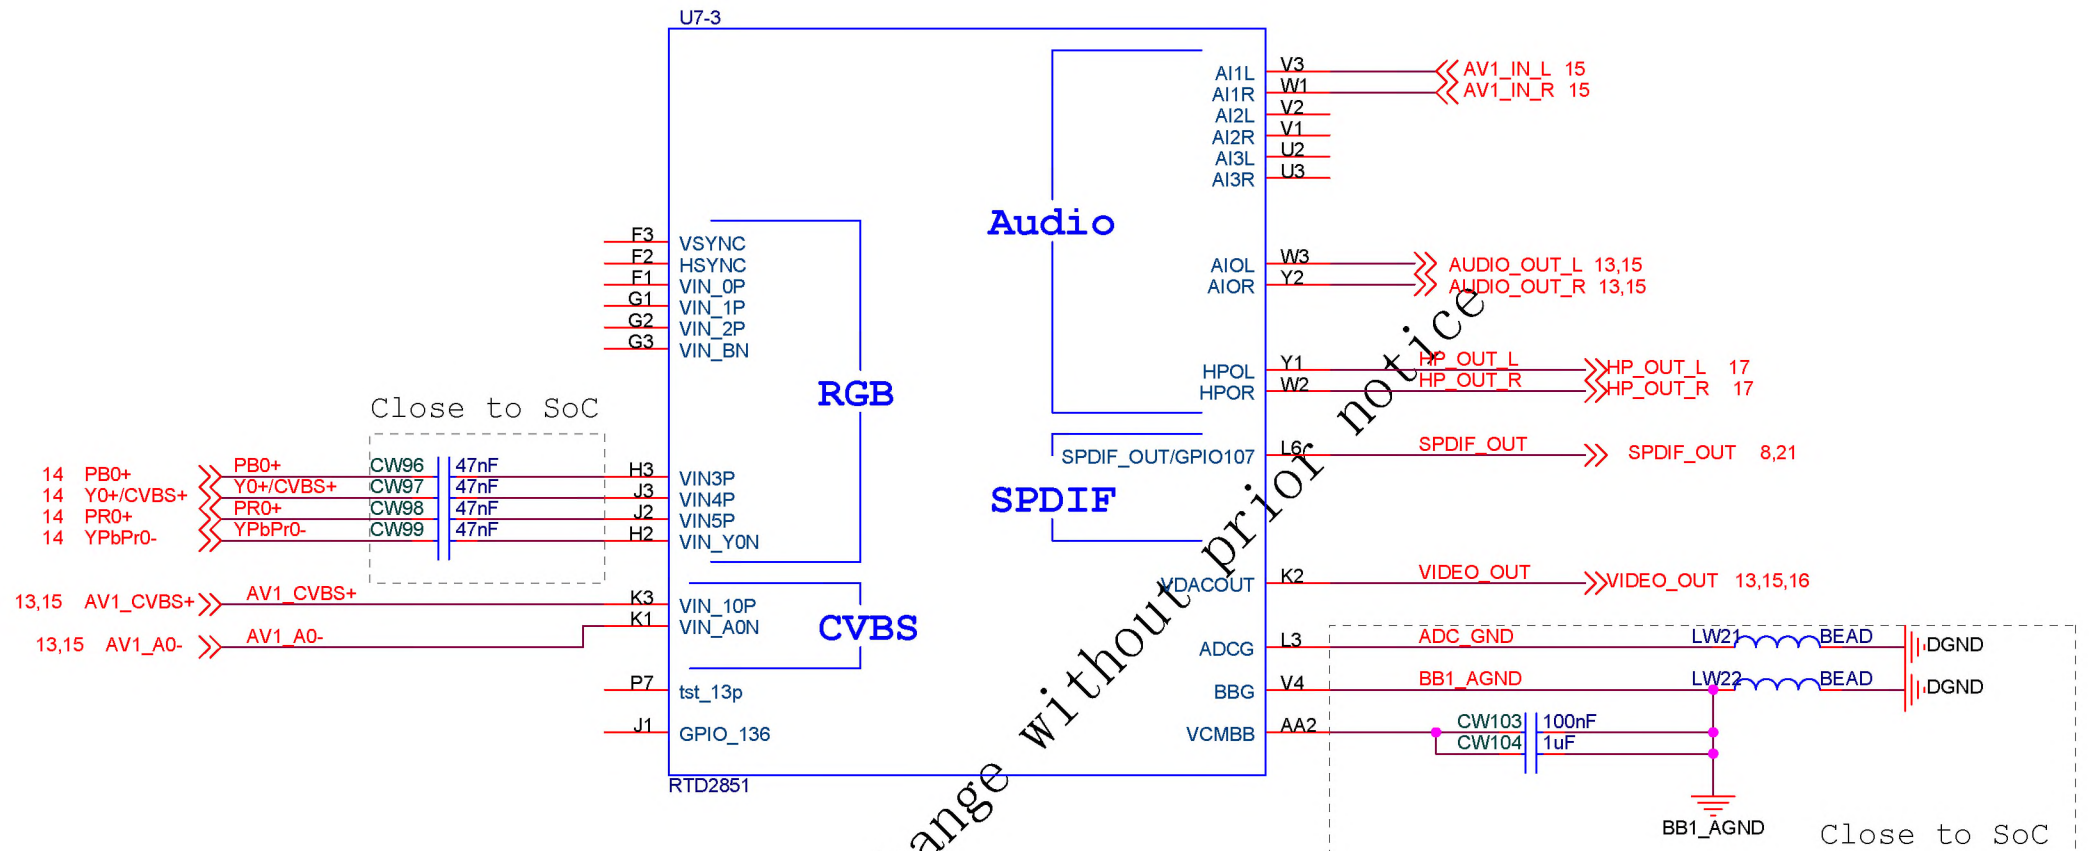 U7-3
AI1L V3 AV1_IN_L 15
AI1R W1 AV1_IN_R 15
AI2L V2
AI2R V1
AI3L U2
AI3R U3
Audio
F3 VSYNC
F2 HSYNC
F1 VIN_0P
G1 VIN_1P
G2 VIN_2P
G3 VIN_BN
AIOL W3 AUDIO_OUT_L 13,15
AIOR Y2 AUDIO_OUT_R 13,15
HPOL Y1 HP_OUT_L HP_OUT_L 17
HPOR W2 HP_OUT_R HP_OUT_R 17
RGB
Close to SoC
14 PB0+ PB0+ CW96 47nF H3 VIN3P
14 Y0+/CVBS+ Y0+/CVBS+ CW97 47nF J3 VIN4P
14 PR0+ PR0+ CW98 47nF J2 VIN5P
14 YPbPr0- YPbPr0- CW99 47nF H2 VIN_Y0N
SPDIF_OUT/GPIO107 L6 SPDIF_OUT SPDIF_OUT 8,21
SPDIF
13,15 AV1_CVBS+ AV1_CVBS+ K3 VIN_10P
13,15 AV1_A0- AV1_A0- K1 VIN_A0N
CVBS
VDACOUT K2 VIDEO_OUT VIDEO_OUT 13,15,16
ADCG L3 ADC_GND LW21 BEAD DGND
P7 tst_13p
BBG V4 BB1_AGND LW22 BEAD DGND
J1 GPIO_136
VCMBB AA2 CW103 100nF
CW104 1uF
RTD2851
BB1_AGND
Close to SoC
ange without prior notice